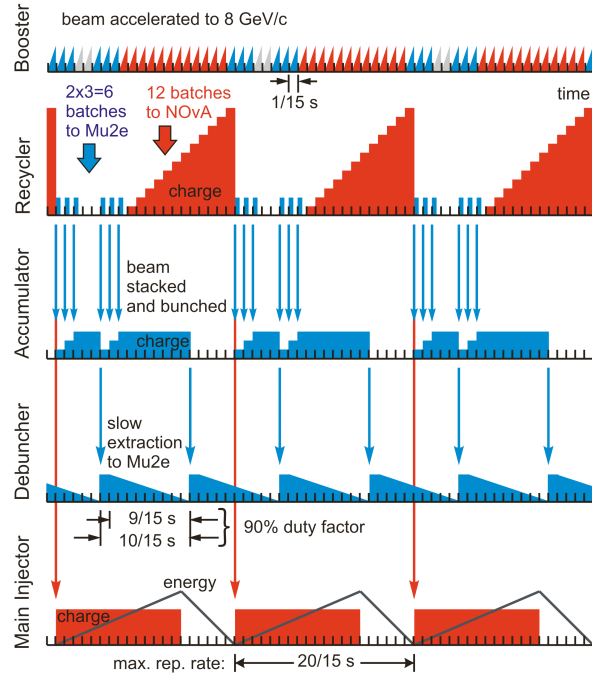 Booster
beam accelerated to 8 GeV/c
1/15 s
time
Recycler
2x3=6
batches
to Mu2e
12 batches
to NOvA
charge
Accumulator
beam
stacked
and bunched
charge
Debuncher
slow
extraction
to Mu2e
9/15 s
10/15 s
90% duty factor
Main Injector
energy
charge
max. rep. rate:
20/15 s